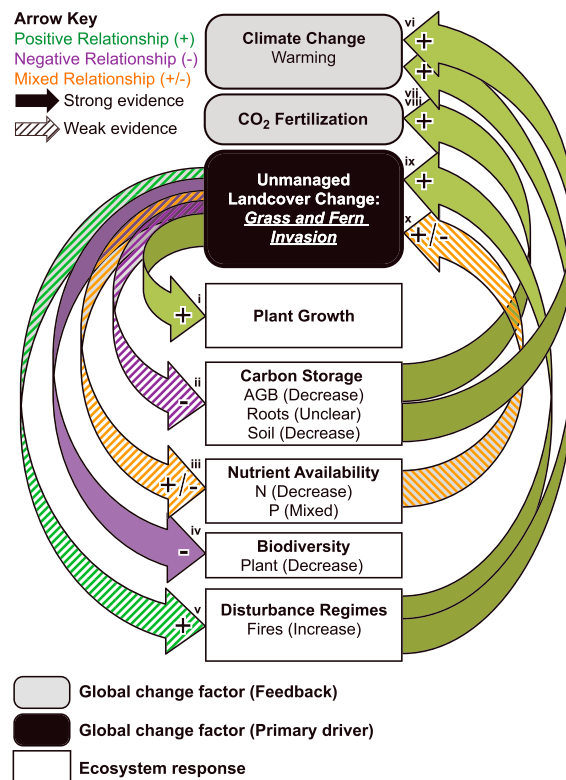 Arrow Key
Positive Relationship (+)
Negative Relationship (-)
Mixed Relationship (+/-)
Strong evidence
Weak evidence
Climate Change
Warming
vi
+
+
CO₂ Fertilization
vii
viii
+
Unmanaged
Landcover Change:
Grass and Fern
Invasion
ix
+
x
+/-
i
+
Plant Growth
ii
-
Carbon Storage
AGB (Decrease)
Roots (Unclear)
Soil (Decrease)
iii
+/-
Nutrient Availability
N (Decrease)
P (Mixed)
iv
-
Biodiversity
Plant (Decrease)
v
+
Disturbance Regimes
Fires (Increase)
Global change factor (Feedback)
Global change factor (Primary driver)
Ecosystem response